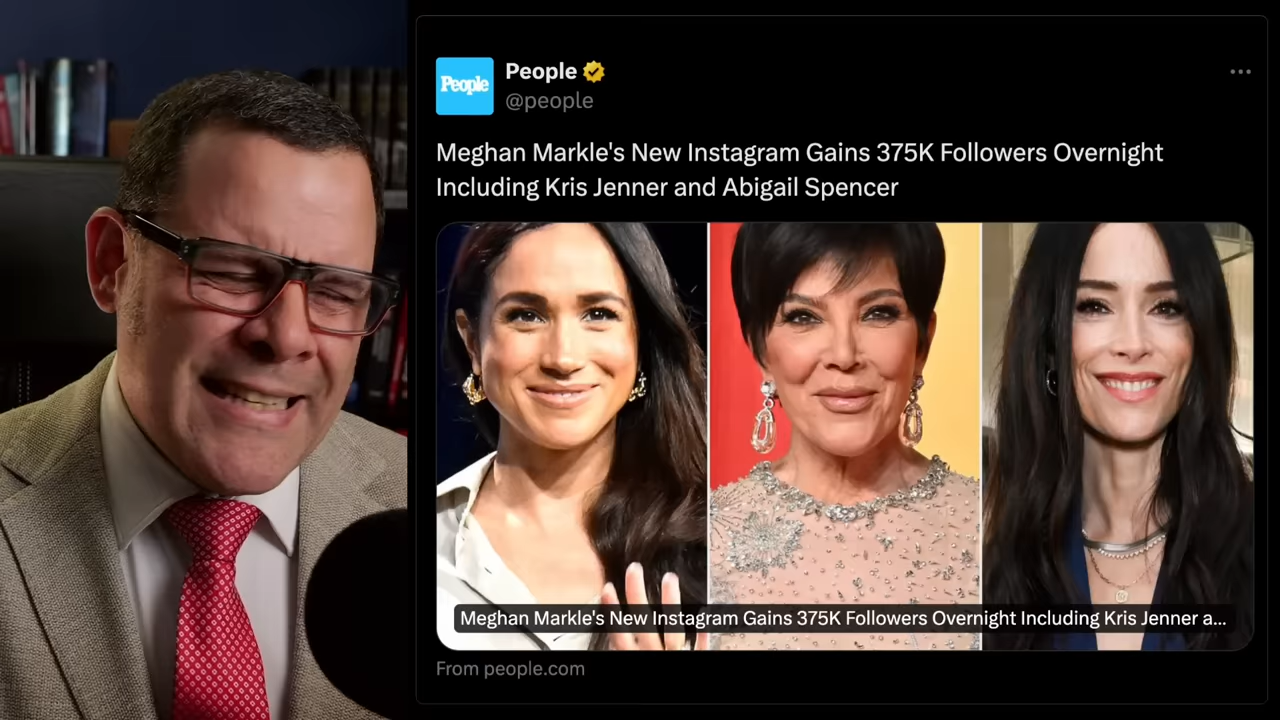 People
People
@people
Meghan Markle's New Instagram Gains 375K Followers Overnight
Including Kris Jenner and Abigail Spencer
Meghan Markle's New Instagram Gains 375K Followers Overnight Including Kris Jenner a...
From people.com